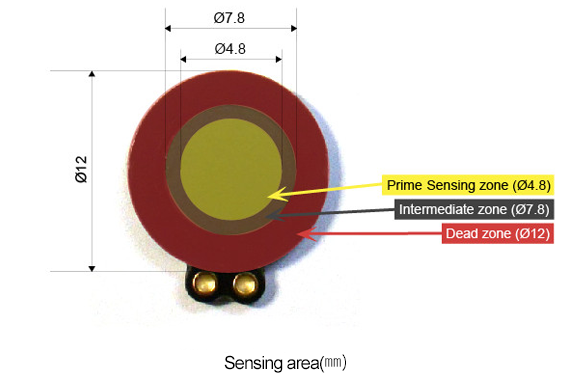 Ø7.8
Ø4.8
Ø12
Prime Sensing zone (Ø4.8)
Intermediate zone (Ø7.8)
Dead zone (Ø12)
Sensing area(㎜)